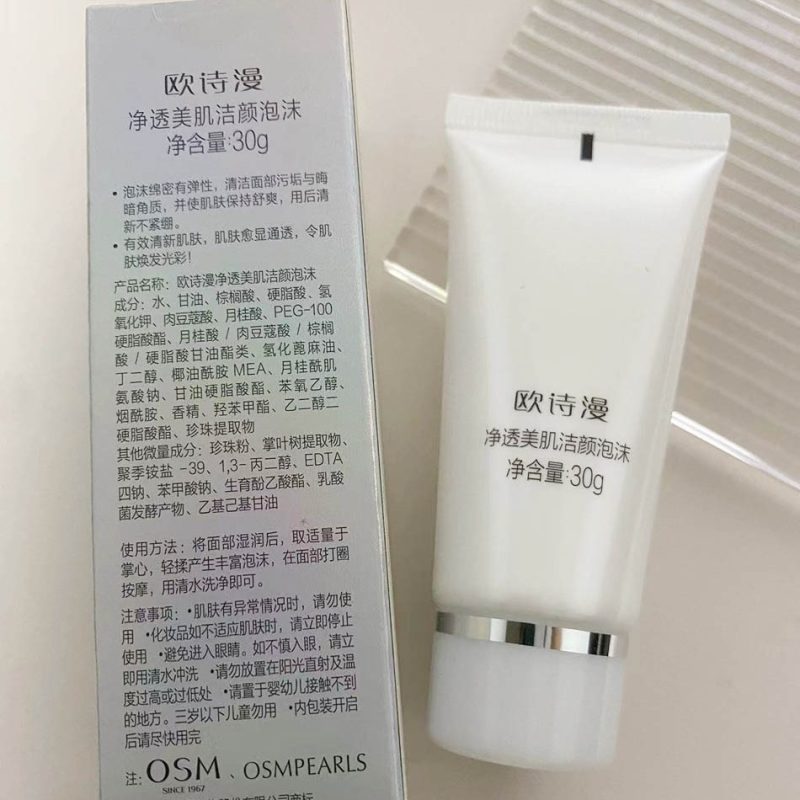 欧诗漫
净透美肌洁颜泡沫
净含量:30g
•泡沫绵密有弹性，清洁面部污垢与晦
暗角质，并使肌肤保持舒爽，用后清
新不紧绷。
•有效清新肌肤，肌肤愈显通透，令肌
肤焕发光彩！
产品名称：欧诗漫净透美肌洁颜泡沫
成分：水、甘油、棕榈酸、硬脂酸、氢
氧化钾、肉豆蔻酸、月桂酸、PEG-100
硬脂酸酯、月桂酸/肉豆蔻酸/棕榈
酸/硬脂酸甘油酯类、氢化蓖麻油、
丁二醇、椰油酰胺 MEA、月桂酰肌
氨酸钠、甘油硬脂酸酯、苯氧乙醇、
烟酰胺、香精、羟苯甲酯、乙二醇二
硬脂酸酯、珍珠提取物
其他微量成分：珍珠粉、掌叶树提取物、
聚季铵盐 -39、1,3-丙二醇、EDTA
四钠、苯甲酸钠、生育酚乙酸酯、乳酸
菌发酵产物、乙基己基甘油
使用方法：将面部湿润后，取适量于
掌心，轻揉产生丰富泡沫，在面部打圈
按摩，用清水洗净即可。
注意事项：•肌肤有异常情况时，请勿使
用 •化妆品如不适应肌肤时，请立即停止
使用 •避免进入眼睛。如不慎入眼，请立
即用清水冲洗 •请勿放置在阳光直射及温
度过高或过低处 •请置于婴幼儿接触不到
的地方。三岁以下儿童勿用 •内包装开启
后请尽快用完
注：OSM、OSMPEARLS
SINCE 1967
股份有限公司商标
欧诗漫
净透美肌洁颜泡沫
净含量:30g